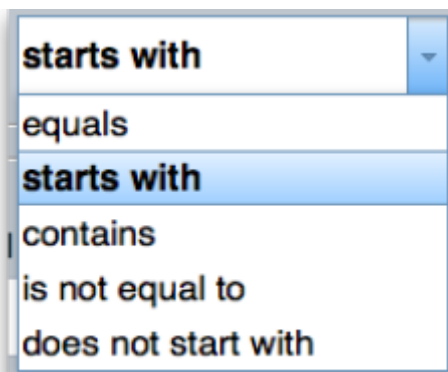 starts with
equals
starts with
contains
is not equal to
does not start with